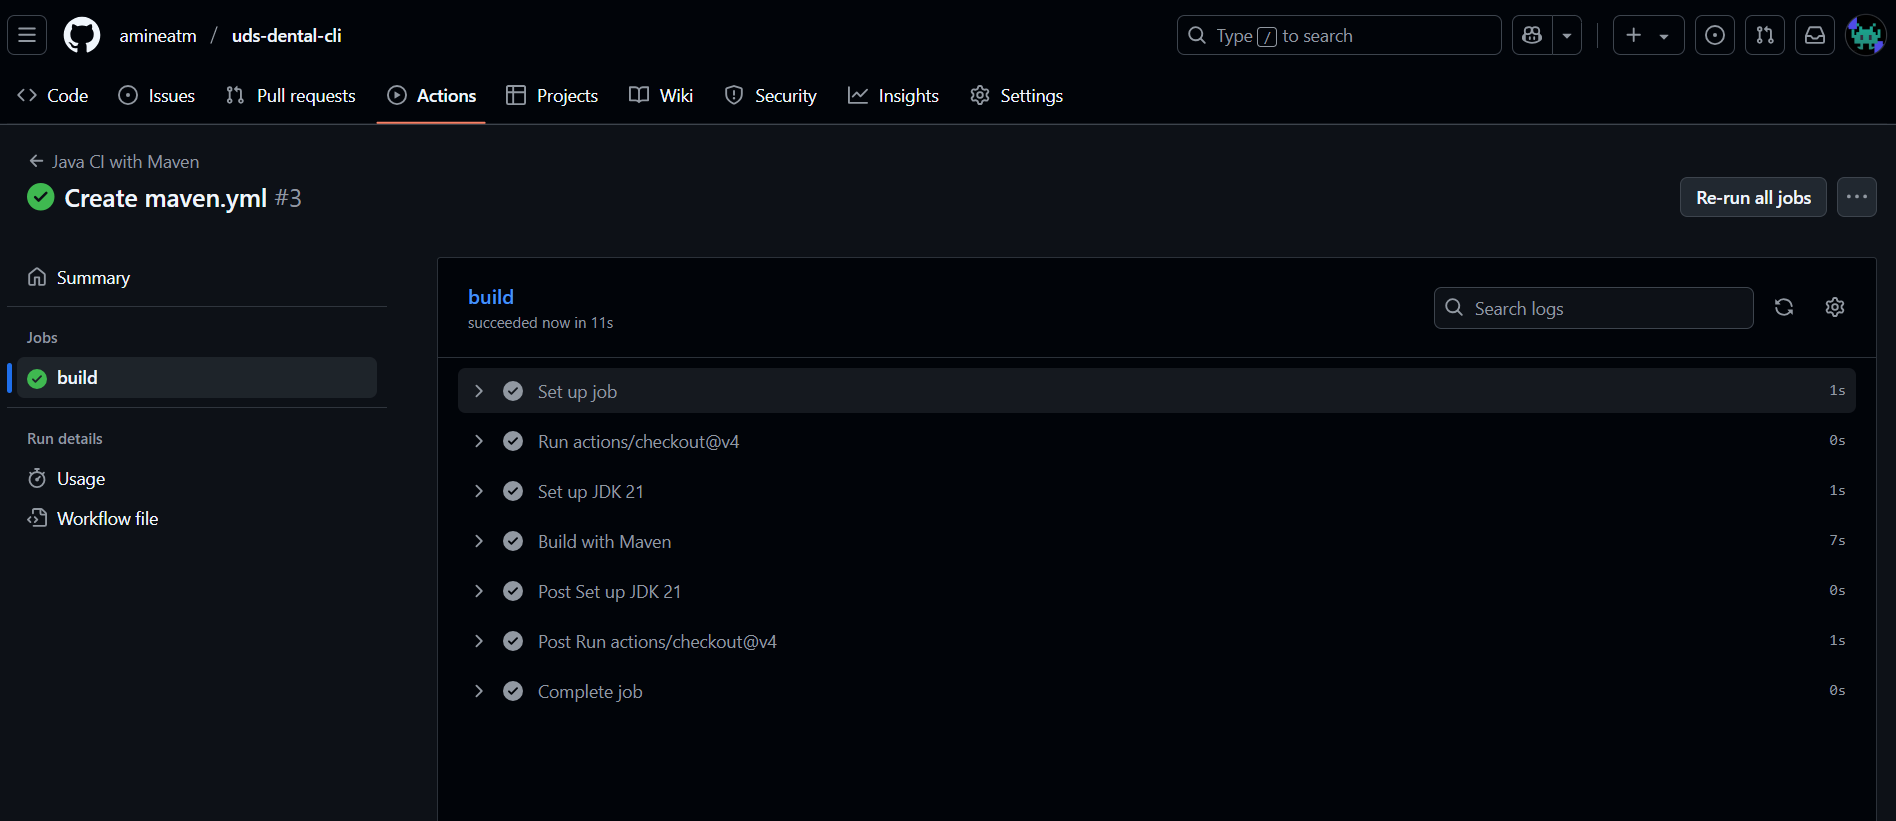 amineatm / uds-dental-cli
Type / to search
Code Issues Pull requests Actions Projects Wiki Security Insights Settings
Java CI with Maven
Create maven.yml #3
Re-run all jobs
Summary
Jobs
build
Run details
Usage
Workflow file
build
succeeded now in 11s
Search logs
Set up job 1s
Run actions/checkout@v4 0s
Set up JDK 21 1s
Build with Maven 7s
Post Set up JDK 21 0s
Post Run actions/checkout@v4 1s
Complete job 0s